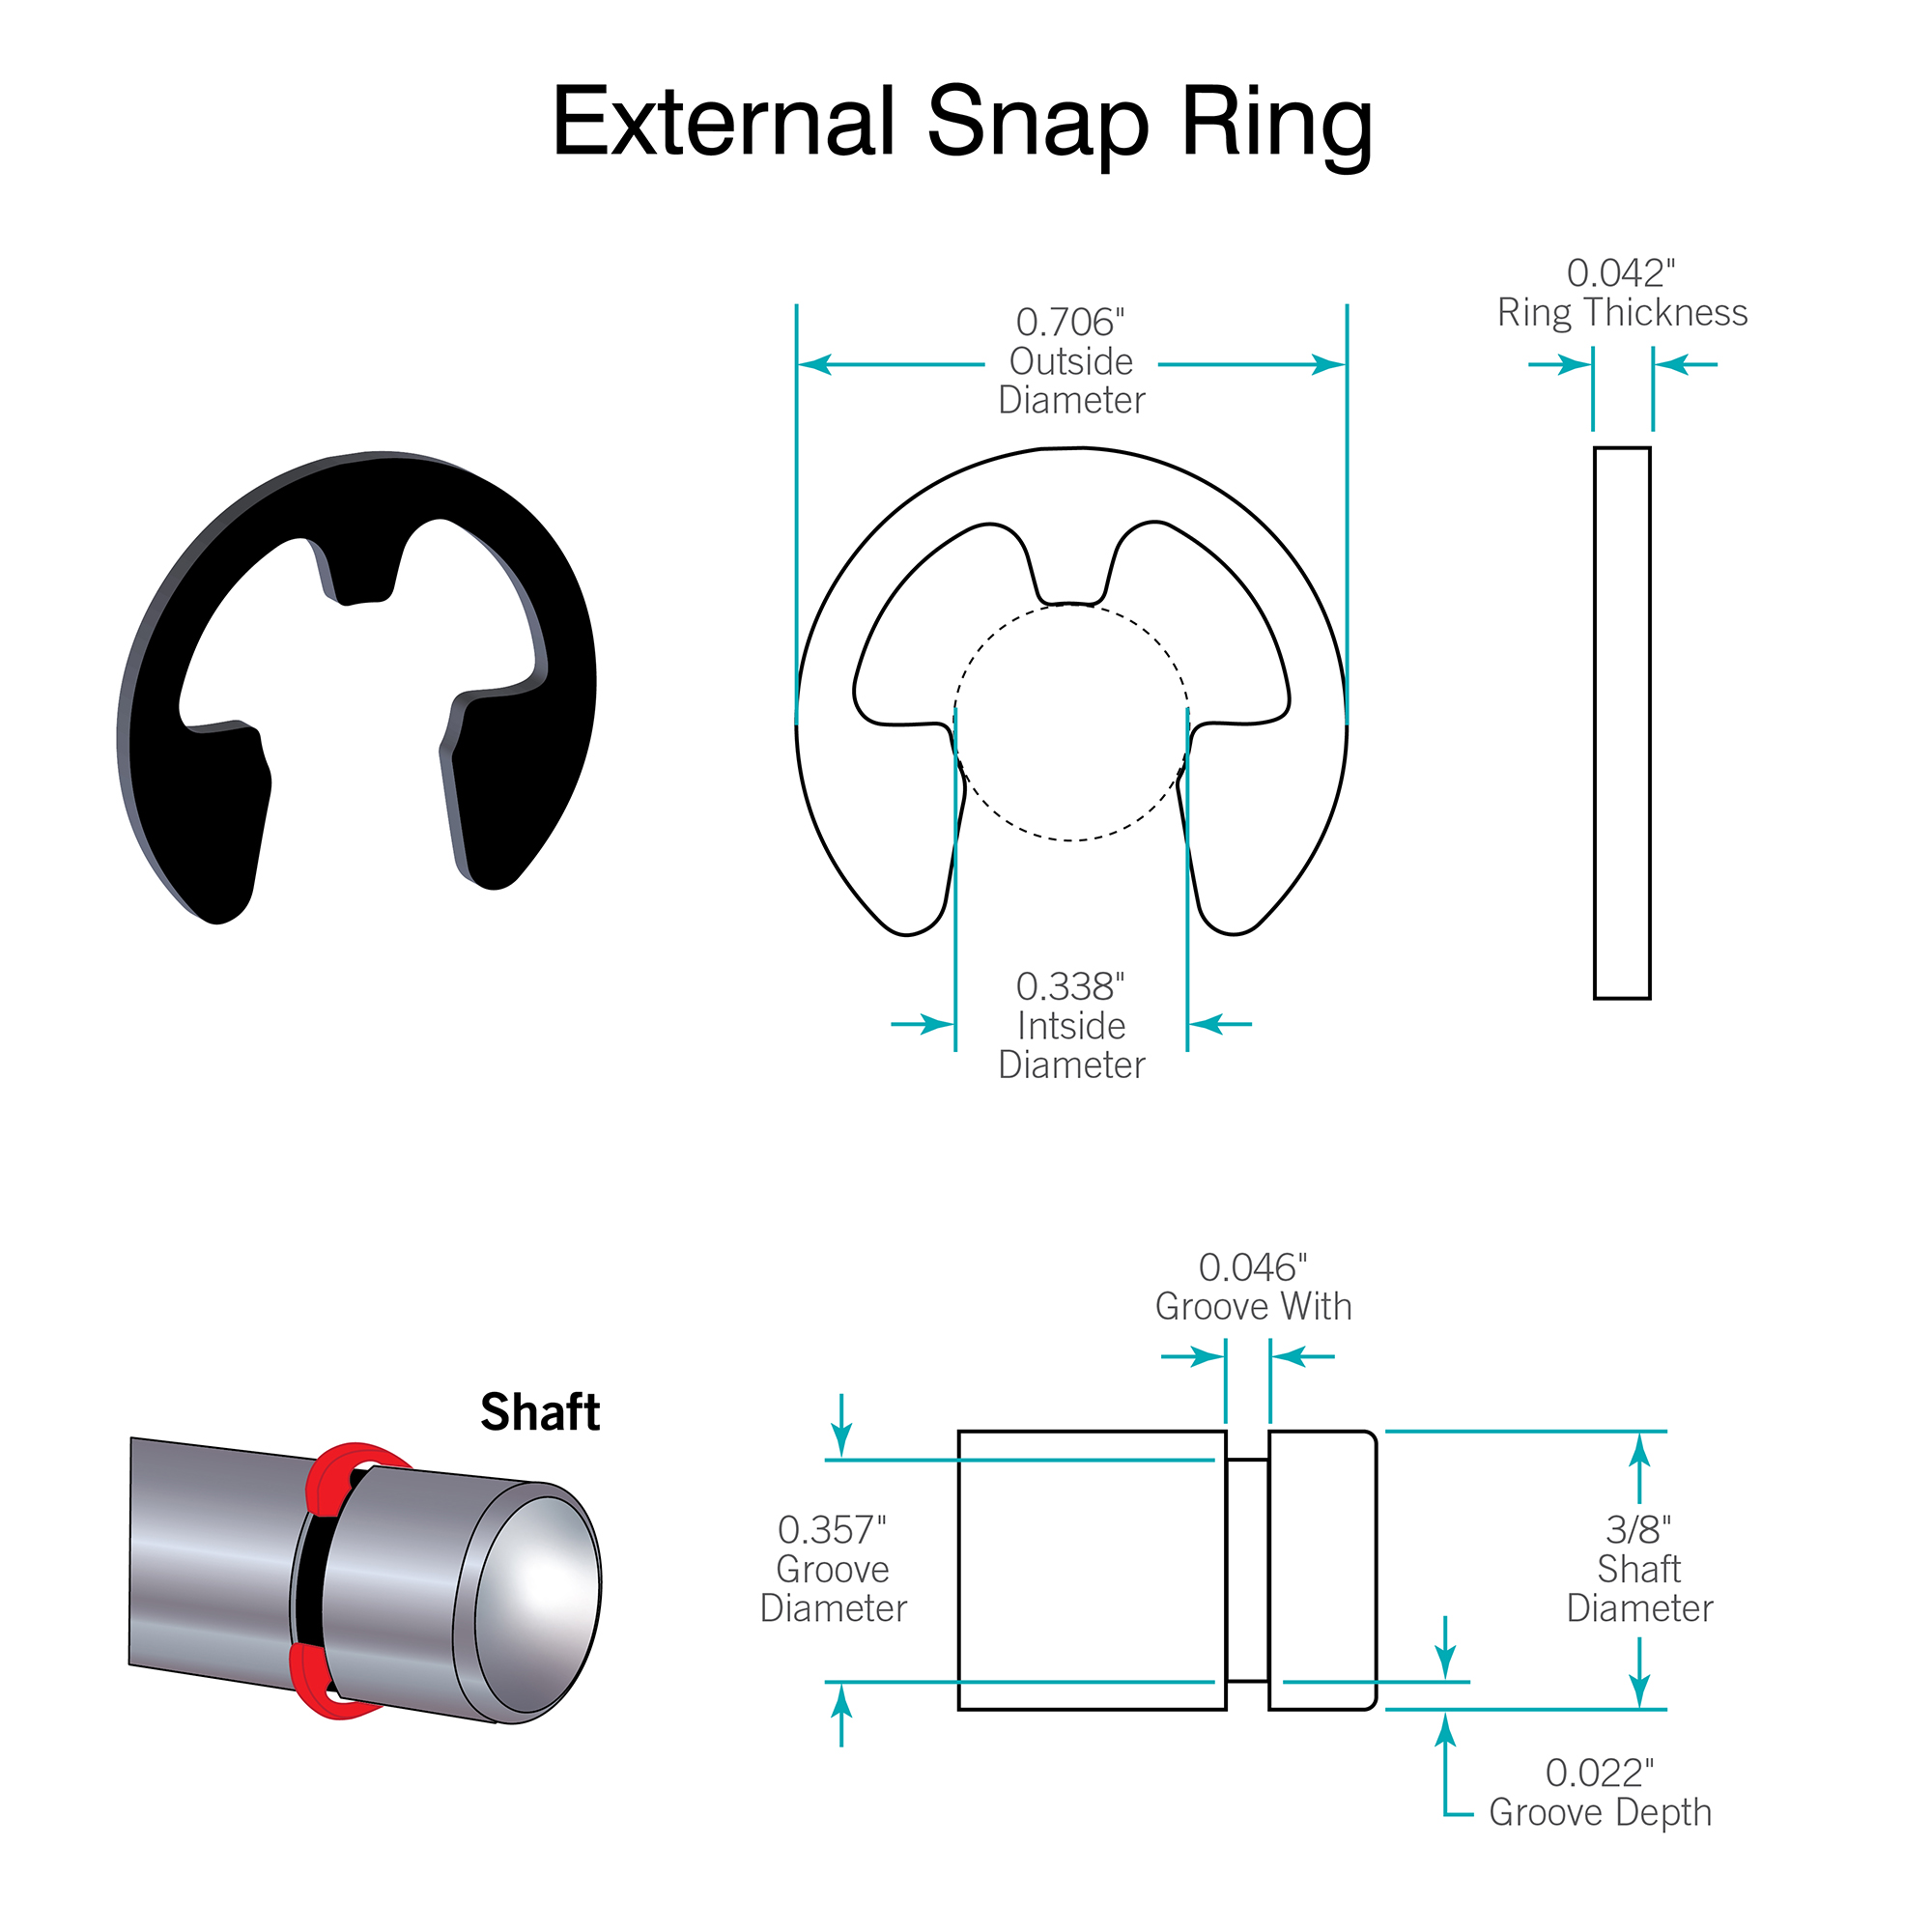 External Snap Ring
0.042"
Ring Thickness
0.706"
Outside
Diameter
0.338"
Intside
Diameter
0.046"
Groove With
Shaft
0.357"
Groove
Diameter
3/8"
Shaft
Diameter
0.022"
Groove Depth